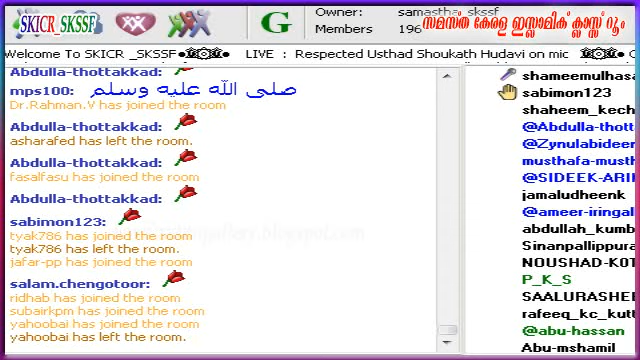 SKICR SKSSF
G
Owner: samastha_skssf
Members 196
സമസ്ത കേരള ഇസ്ലാമിക് ക്ലാസ്സ് റൂം
Welcome To SKICR _SKSSF
LIVE : Respected Usthad Shoukath Hudavi on mic
Abdulla-thottakkad:
mps100: صلى الله عليه وسلم
Dr.Rahman.V has joined the room
Abdulla-thottakkad:
asharafed has left the room.
Abdulla-thottakkad:
fasalfasu has joined the room
Abdulla-thottakkad:
sabimon123:
tyak786 has joined the room
tyak786 has left the room.
jafar-pp has joined the room
salam.chengotoor:
ridhab has joined the room
subairkpm has joined the room
yahoobai has joined the room
yahoobai has left the room.
shameemulhasa
sabimon123
shaheem_kech
@Abdulla-thott
@Zynulabideen
musthafa-musth
@SIDEEK-ARI
jamaludheenk
@ameer-iringal
abdullah_kumb
Sinanpallippura
NOUSHAD-KOT
P_K_S
SAALURASHE
rafeeq_kc_kutt
@abu-hassan
Abu-mshamil